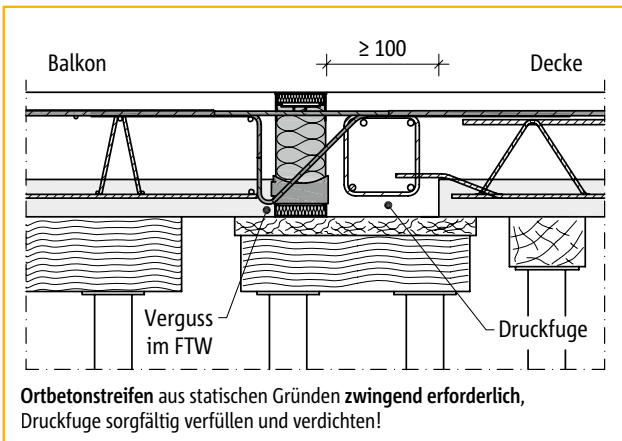 Balkon
≥ 100
Decke
Verguss
im FTW
Druckfuge
Ortbetonstreifen aus statischen Gründen zwingend erforderlich,
Druckfuge sorgfältig verfüllen und verdichten!